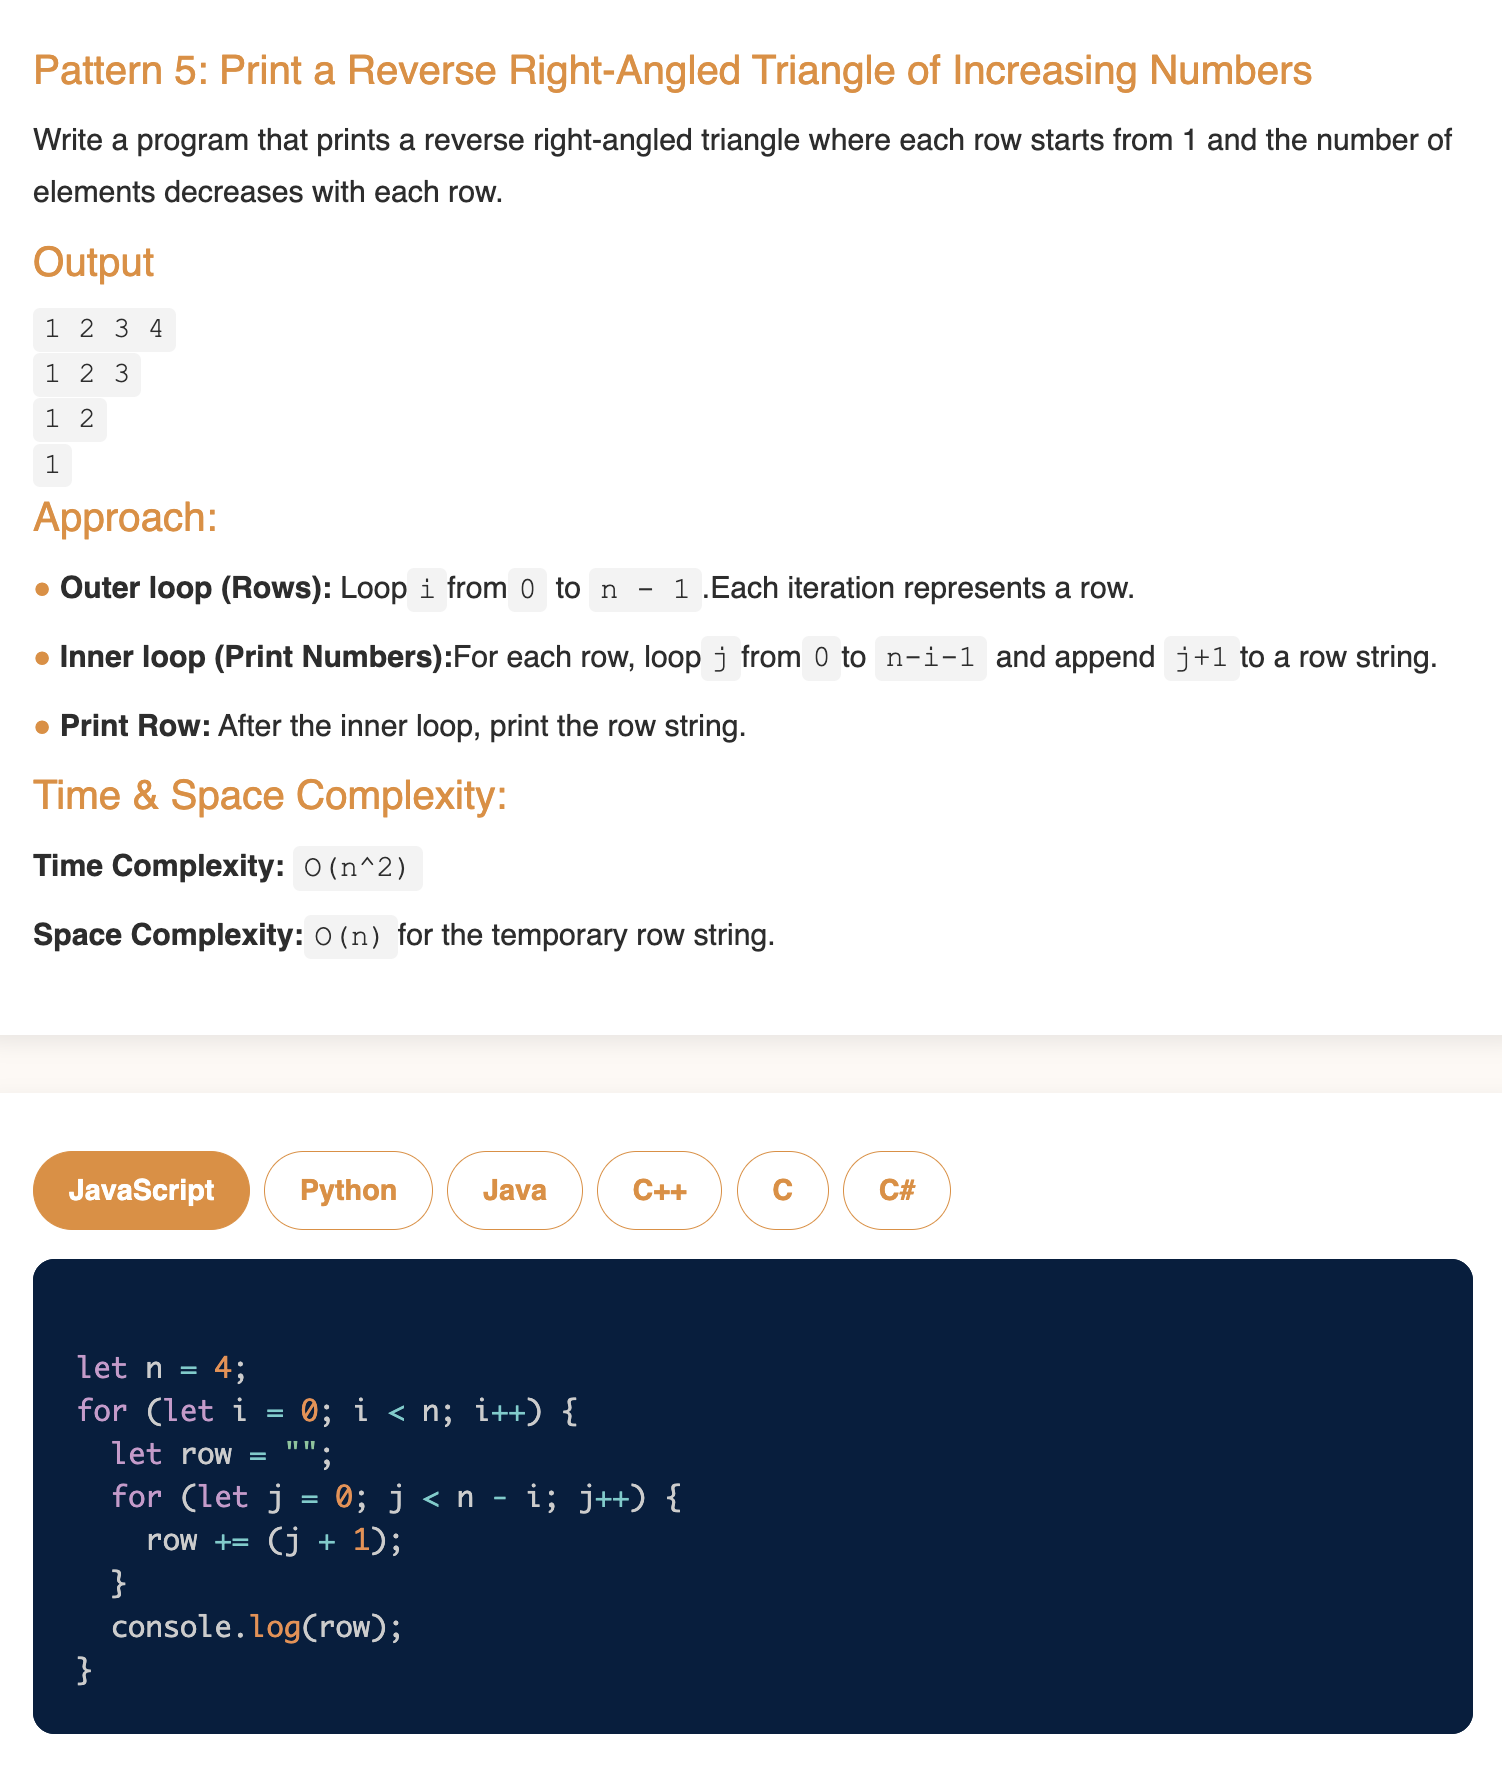 Pattern 5: Print a Reverse Right-Angled Triangle of Increasing Numbers
Write a program that prints a reverse right-angled triangle where each row starts from 1 and the number of
elements decreases with each row.
Output
1 2 3 4
1 2 3
1 2
1
Approach:
• Outer loop (Rows): Loop i from 0 to n - 1 .Each iteration represents a row.
• Inner loop (Print Numbers):For each row, loop j from 0 to n-i-1 and append j+1 to a row string.
• Print Row: After the inner loop, print the row string.
Time & Space Complexity:
Time Complexity: O(n^2)
Space Complexity: O(n) for the temporary row string.
JavaScript Python Java C++ C C#
let n = 4;
for (let i = 0; i < n; i++) {
  let row = "";
  for (let j = 0; j < n - i; j++) {
    row += (j + 1);
  }
  console.log(row);
}